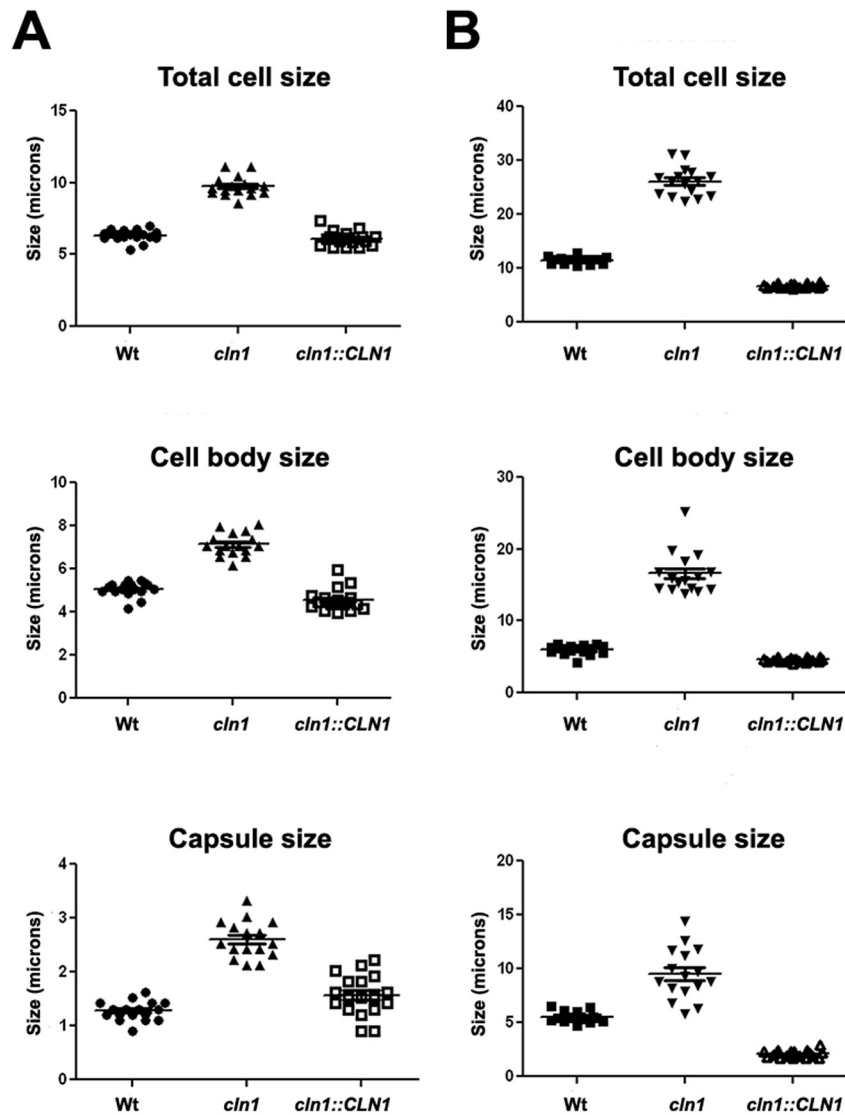 A
Total cell size
Size (microns)
15
10
5
0
Wt
cln1
cln1::CLN1
Cell body size
Size (microns)
10
8
6
4
2
0
Wt
cln1
cln1::CLN1
Capsule size
Size (microns)
4
3
2
1
0
Wt
cln1
cln1::CLN1
B
Total cell size
Size (microns)
40
30
20
10
0
Wt
cln1
cln1::CLN1
Cell body size
Size (microns)
30
20
10
0
Wt
cln1
cln1::CLN1
Capsule size
Size (microns)
20
15
10
5
0
Wt
cln1
cln1::CLN1